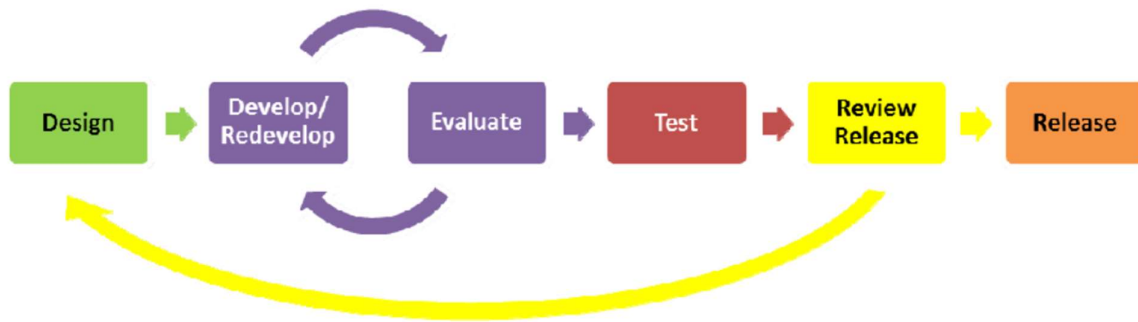 Design
Develop/
Redevelop
Evaluate
Test
Review
Release
Release